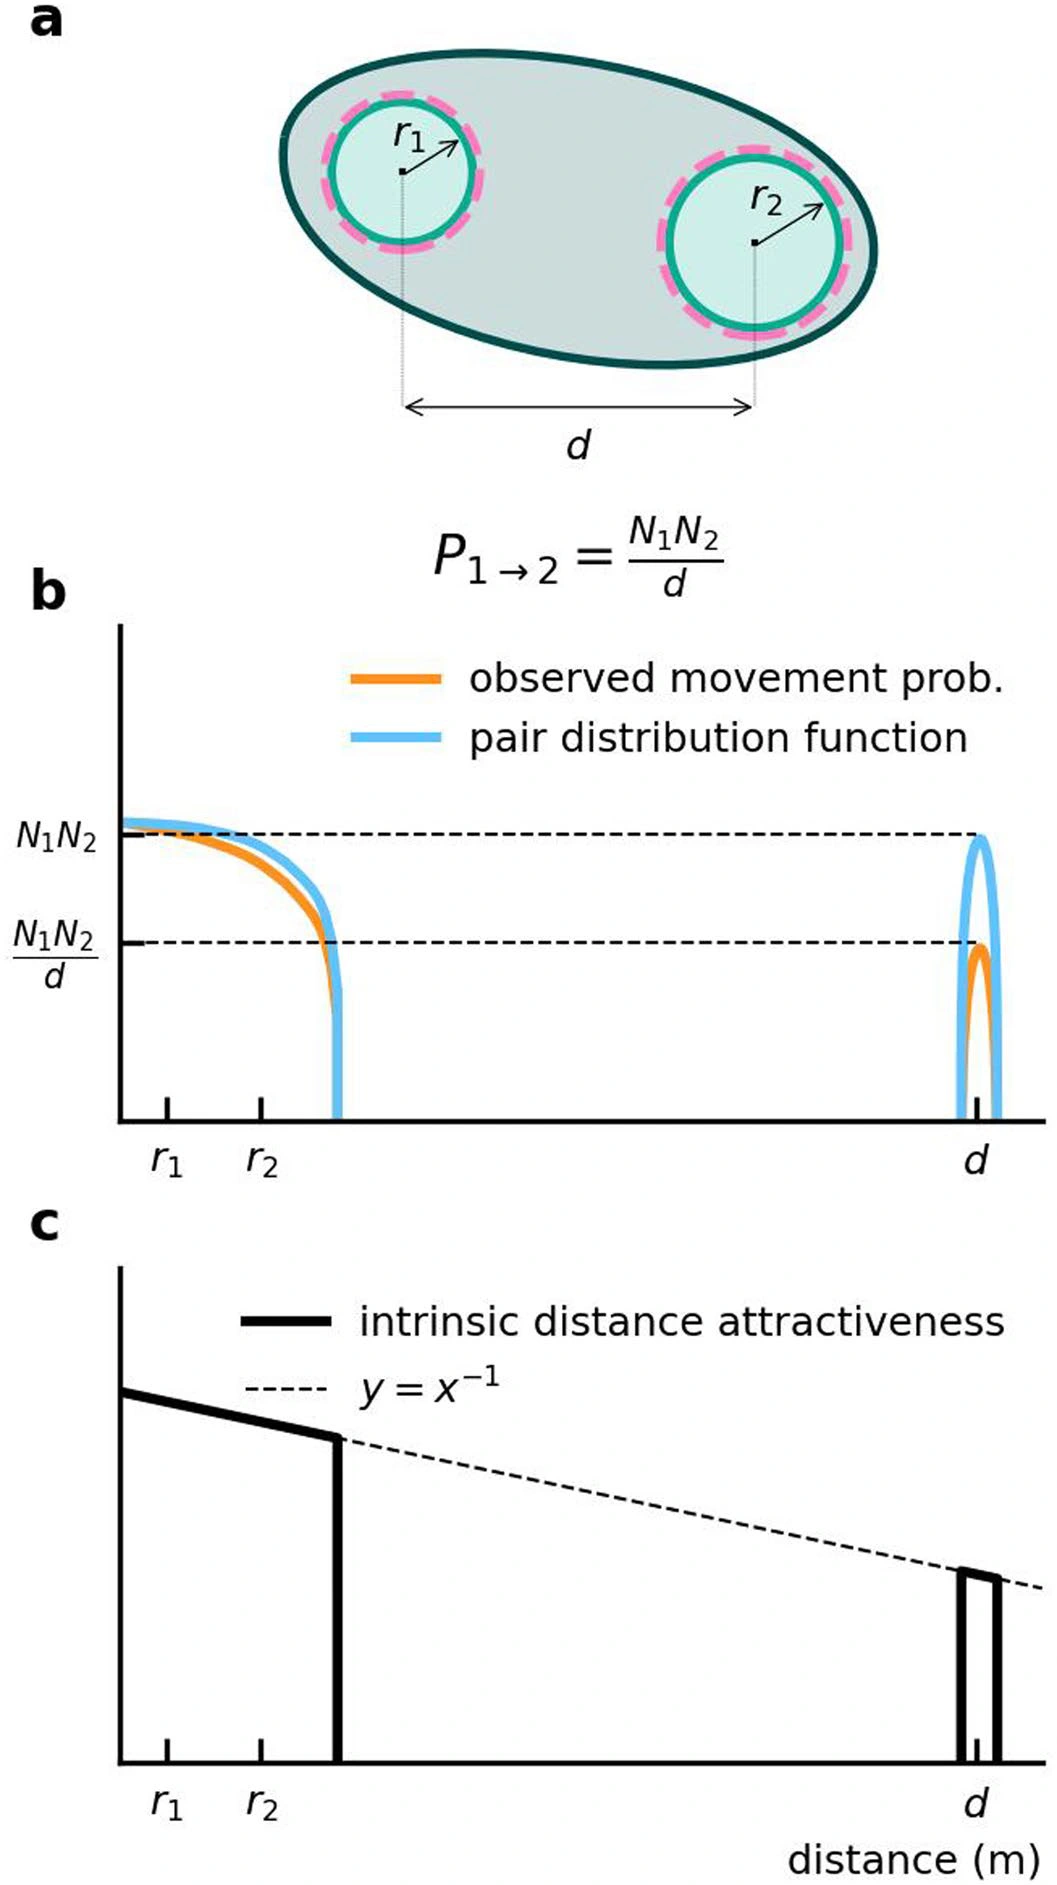 a
r₁
r₂
d
P₁→₂ = N₁N₂/d
b
observed movement prob.
pair distribution function
N₁N₂
N₁N₂/d
r₁ r₂ d
c
intrinsic distance attractiveness
y = x⁻¹
r₁ r₂ d
distance (m)